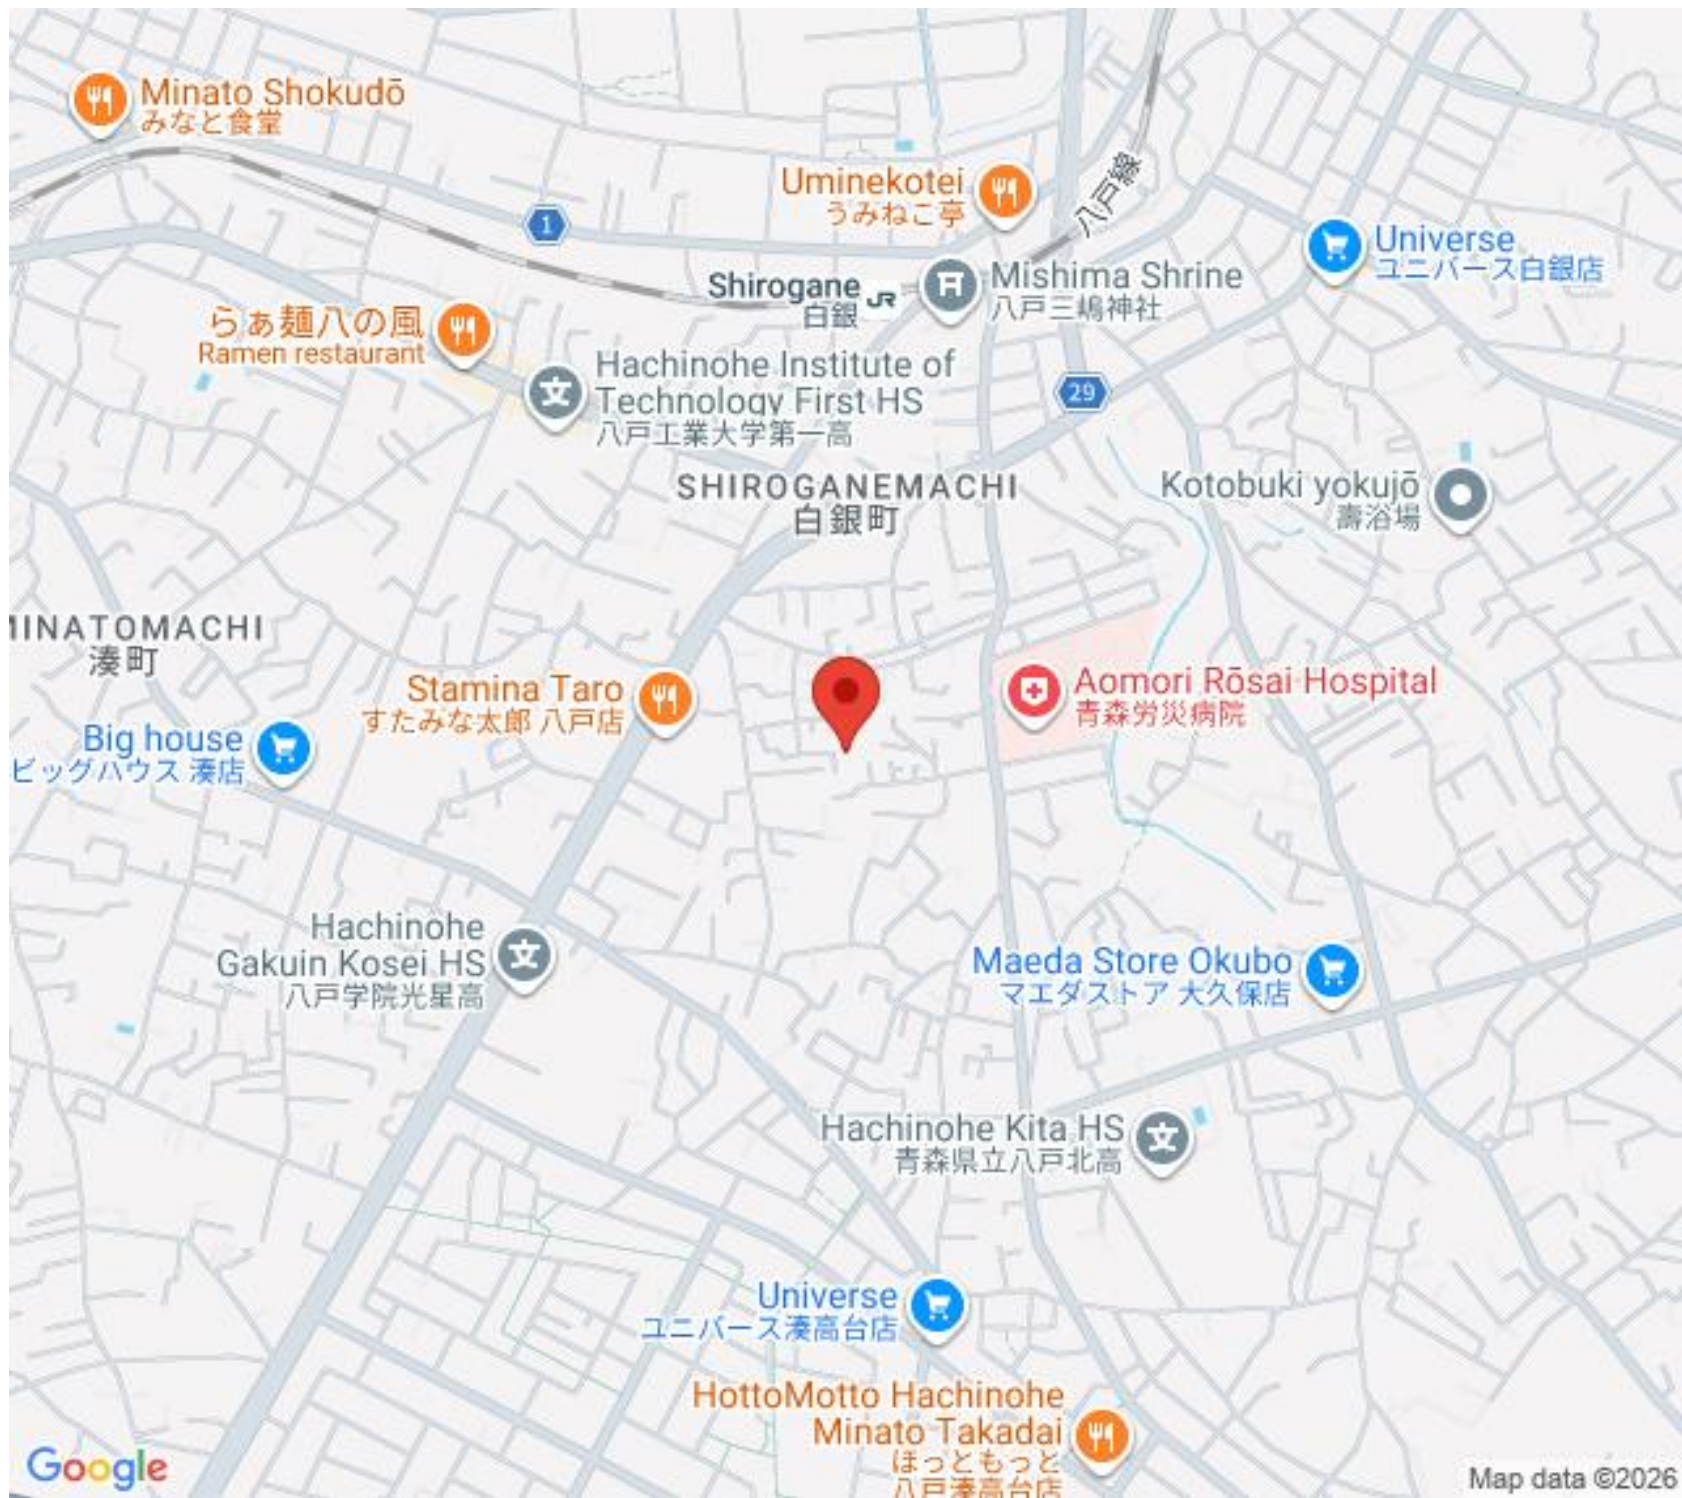 Minato Shokudō
みなと食堂
Uminekotei
うみねこ亭
八戸線
1
Universe
ユニバース白銀店
Shirogane
白銀
JR
Mishima Shrine
八戸三嶋神社
らぁ麺八の風
Ramen restaurant
Hachinohe Institute of
Technology First HS
八戸工業大学第一高
29
SHIROGANEMACHI
白銀町
Kotobuki yokujō
壽浴場
MINATOMACHI
湊町
Stamina Taro
すたみな太郎 八戸店
Aomori Rōsai Hospital
青森労災病院
Big house
ビッグハウス 湊店
Hachinohe
Gakuin Kosei HS
八戸学院光星高
Maeda Store Okubo
マエダストア 大久保店
Hachinohe Kita HS
青森県立八戸北高
Universe
ユニバース湊高台店
HottoMotto Hachinohe
Minato Takadai
ほっともっと
八戸湊高台店
Google
Map data ©2026